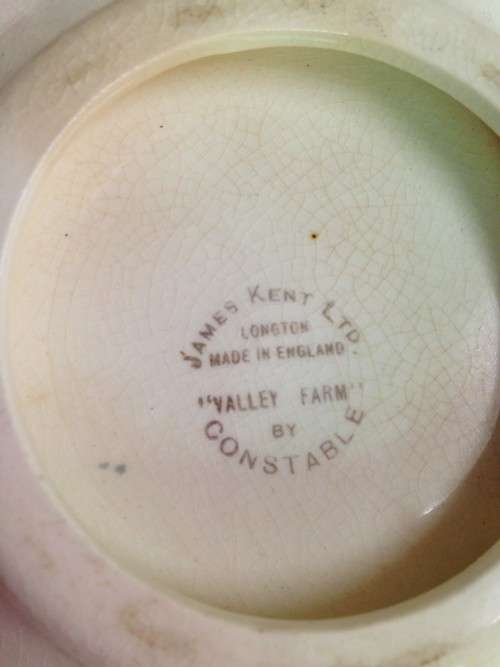 JAMES KENT LTD.
LONGTON
MADE IN ENGLAND
"VALLEY FARM"
BY
CONSTABLE